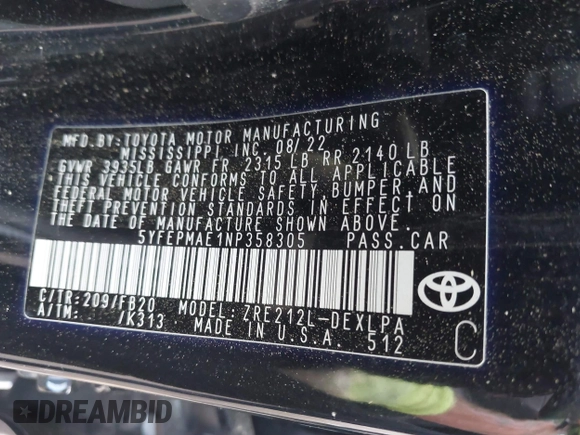 MFD.BY:TOYOTA MOTOR MANUFACTURING
MISSISSIPPI INC. 08/22
GVWR 3935LB GAWR FR. 2315 LB RR 2140 LB
THIS VEHICLE CONFORMS TO ALL APPLICABLE
FEDERAL MOTOR VEHICLE SAFETY, BUMPER, AND
THEFT PREVENTION STANDARDS IN EFFECT ON
THE DATE OF MANUFACTURE SHOWN ABOVE.
5YFEPMAE1NP358305 PASS.CAR
C/TR:209/FB20 MODEL:ZRE212L-DEXLPA
A/TM: /K313 MADE IN U.S.A. 512
C
DREAMBID